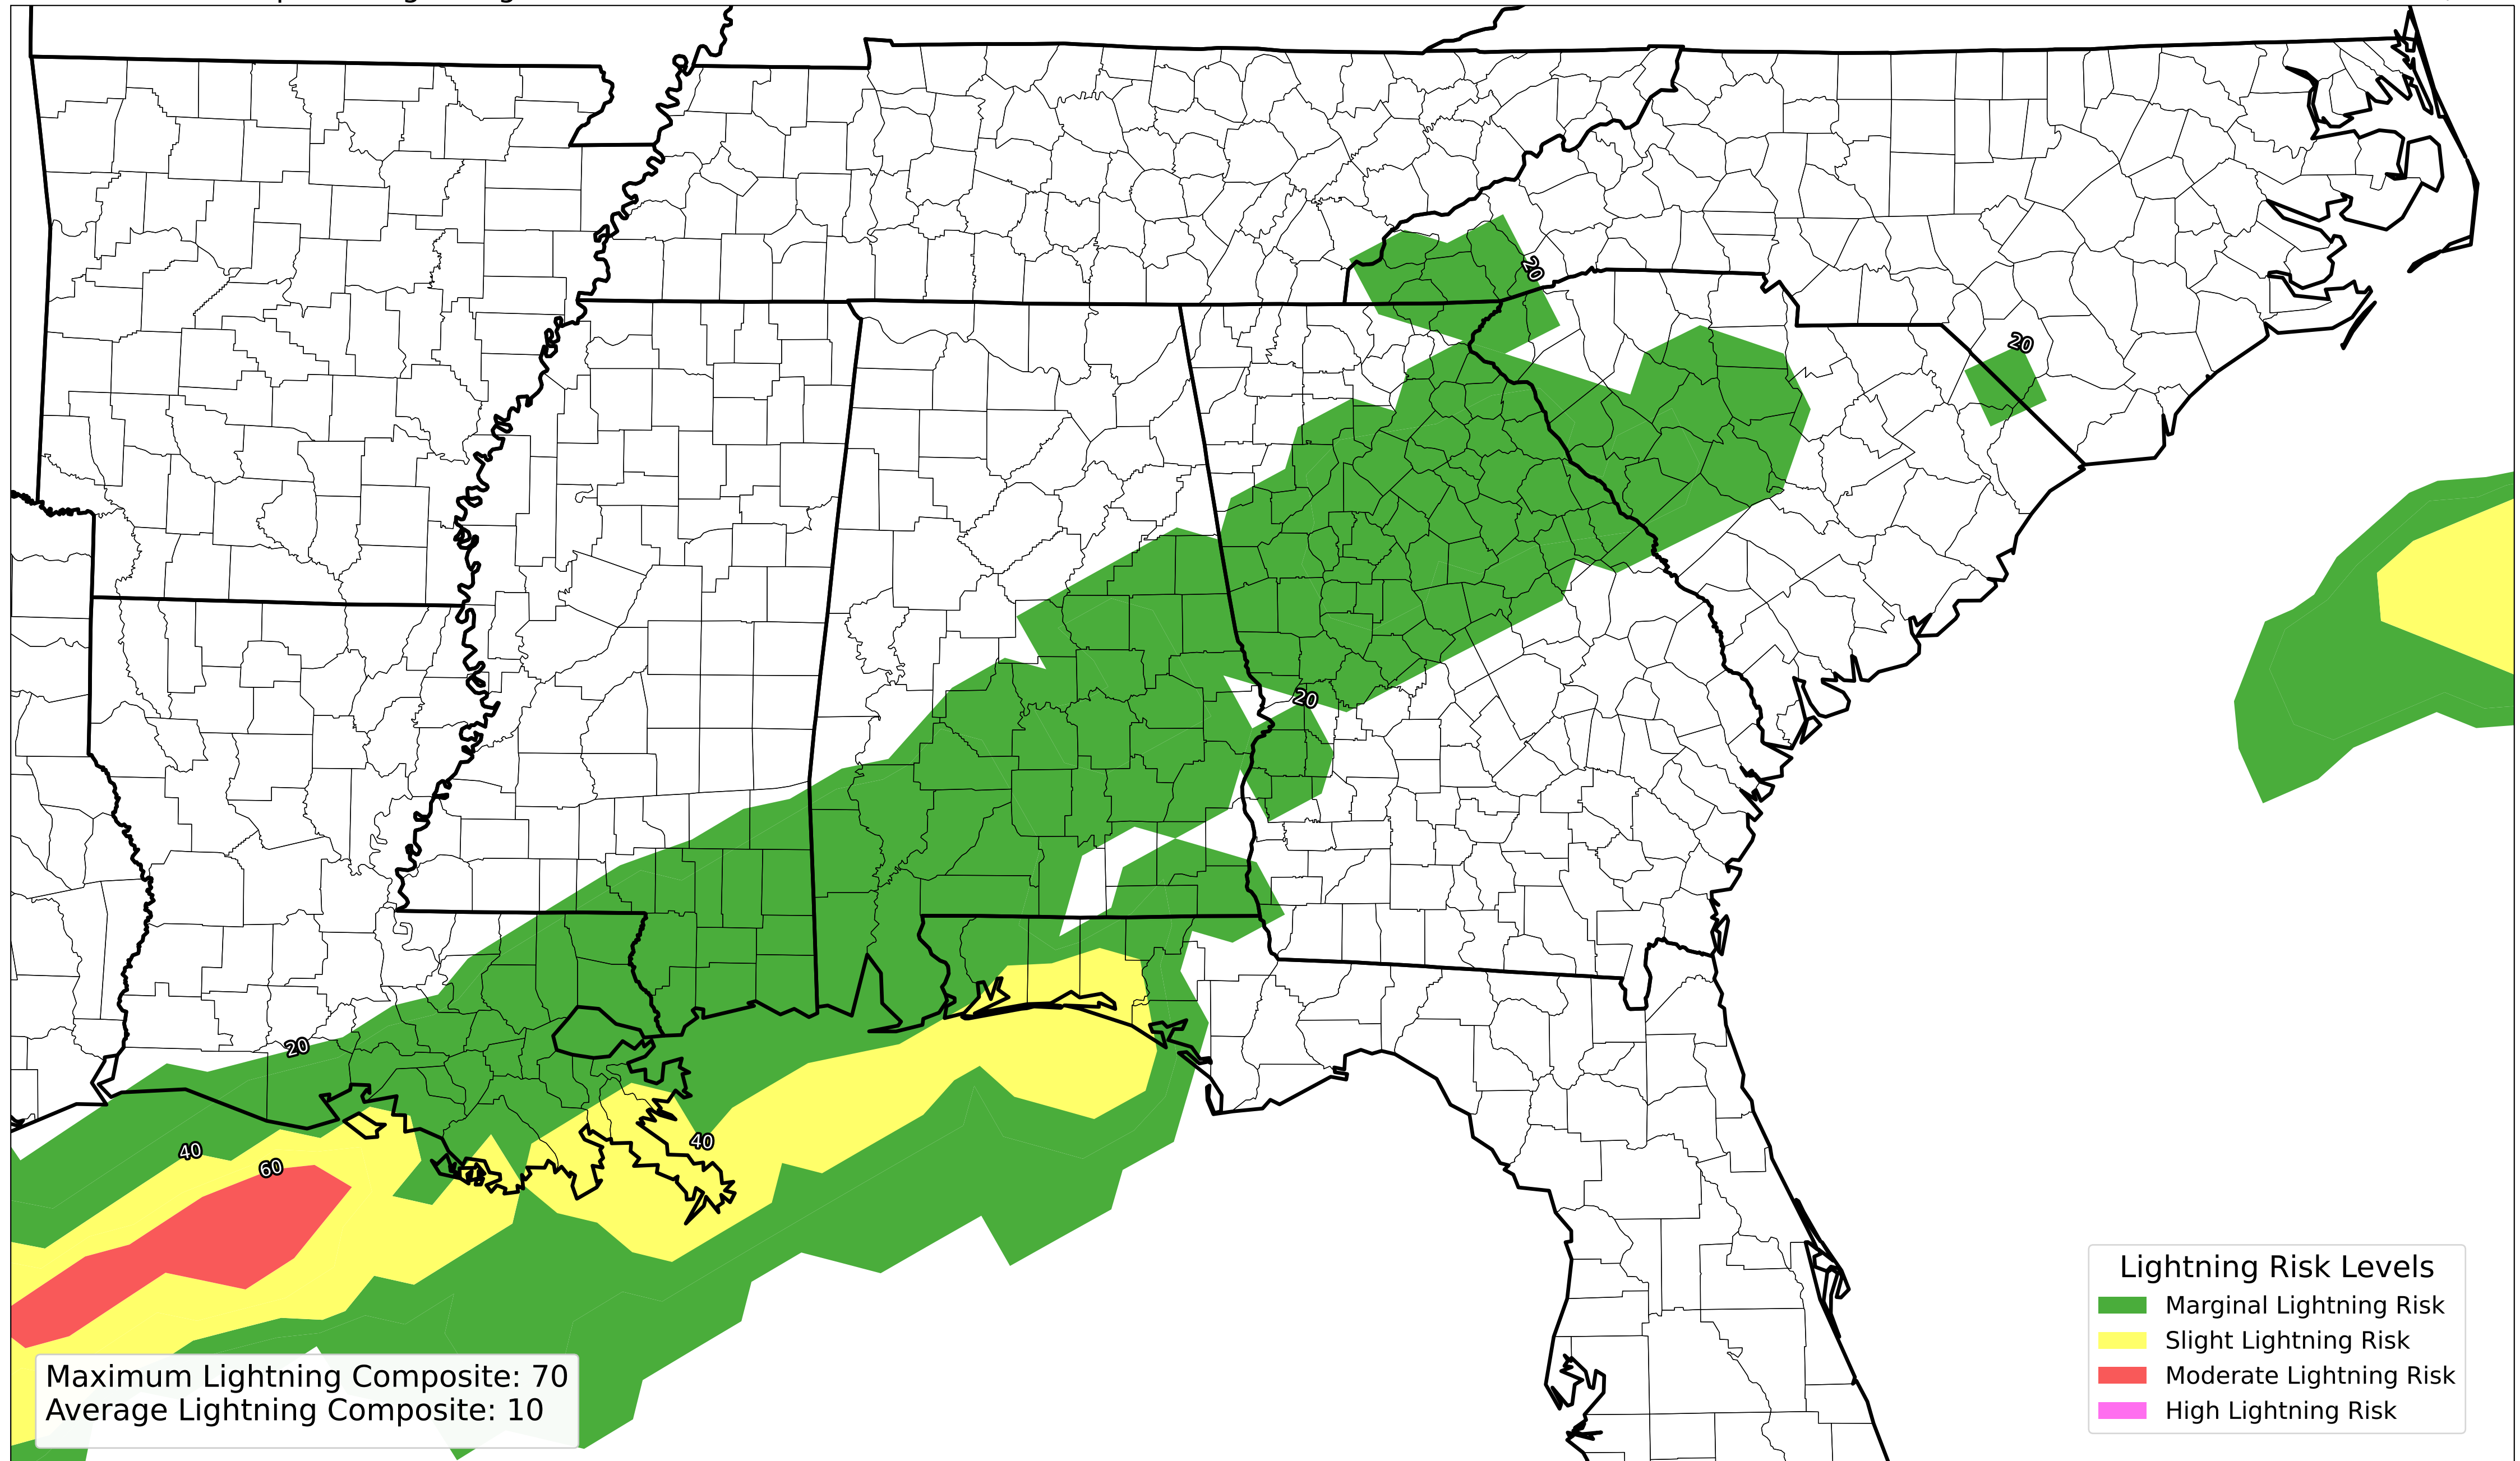 20
20
20
20
40
40
60
Lightning Risk Levels
Marginal Lightning Risk
Slight Lightning Risk
Moderate Lightning Risk
High Lightning Risk
Maximum Lightning Composite: 70
Average Lightning Composite: 10